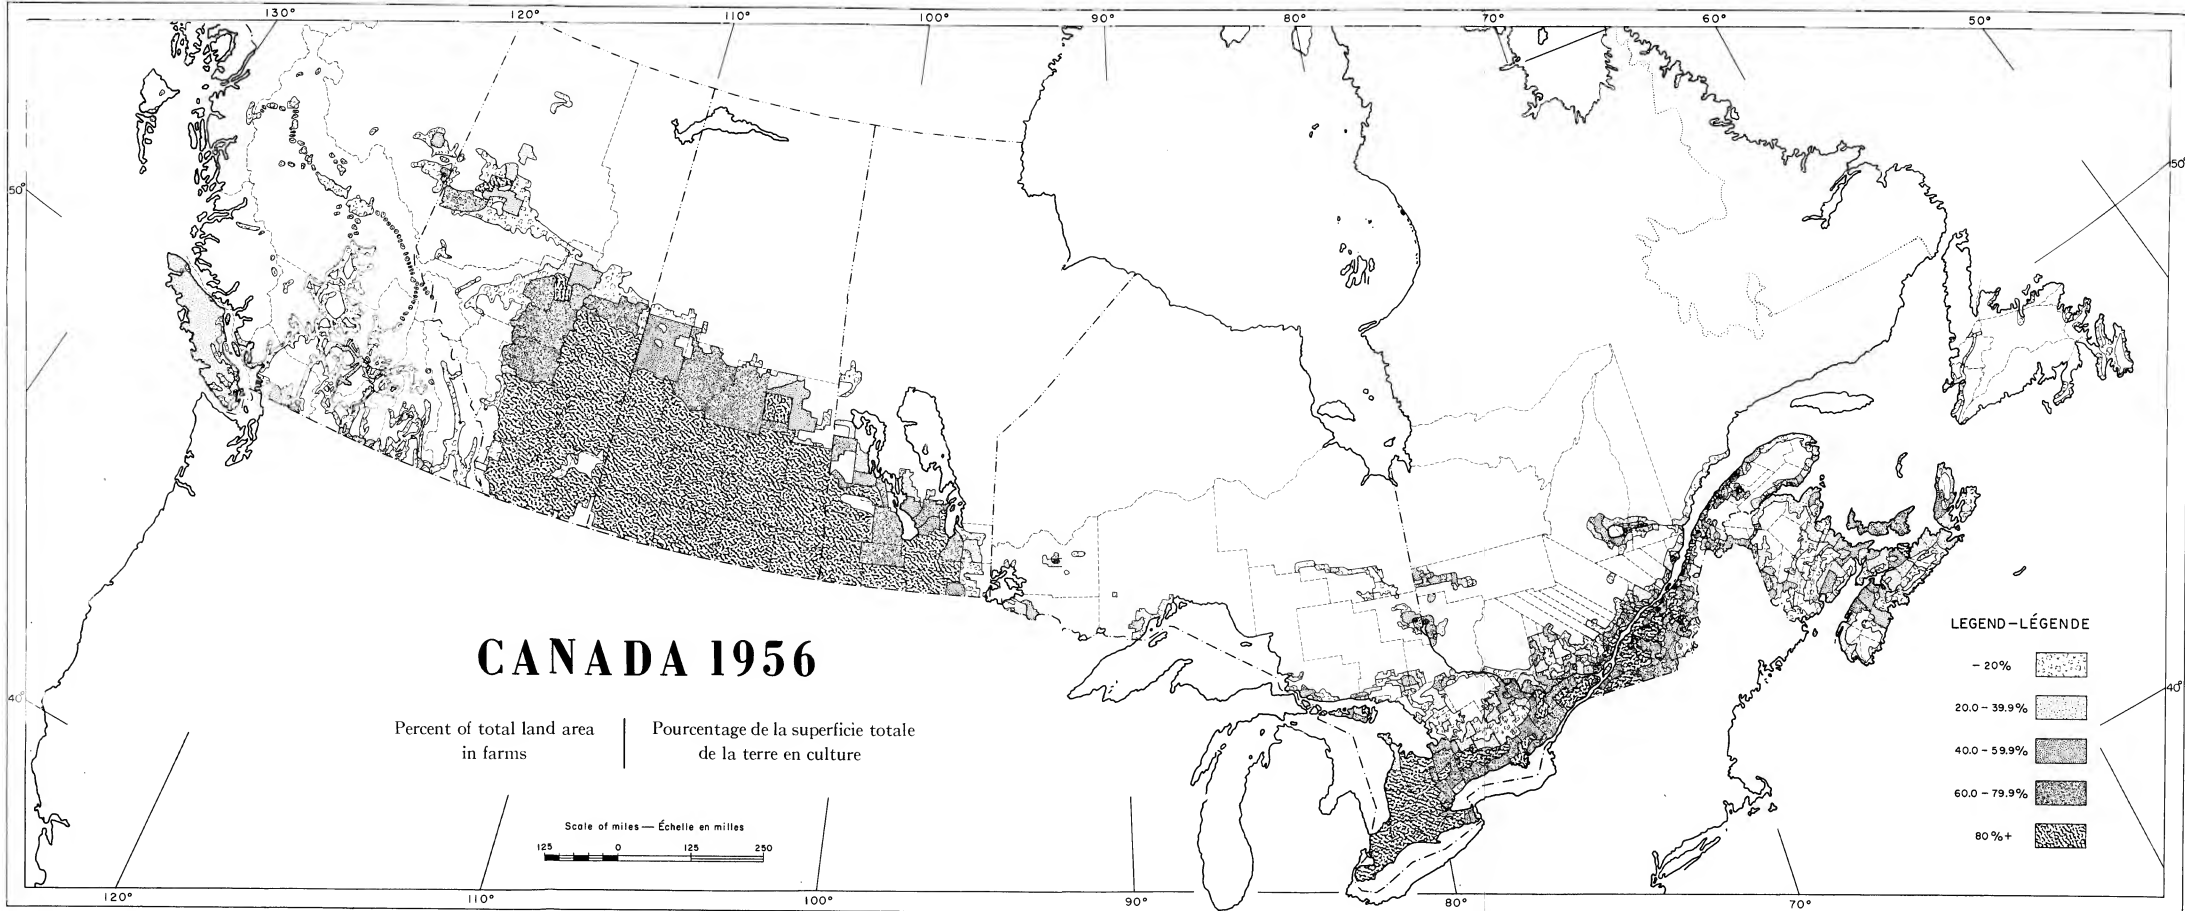 130°
120°
110°
100°
90°
80°
70°
60°
50°
50°
50°
40°
40°
CANADA 1956
Percent of total land area
in farms
Pourcentage de la superficie totale
de la terre en culture
Scale of miles — Échelle en milles
125 0 125 250
LEGEND-LÉGENDE
- 20%
20.0 - 39.9%
40.0 - 59.9%
60.0 - 79.9%
80%+
120°
110°
100°
90°
80°
70°